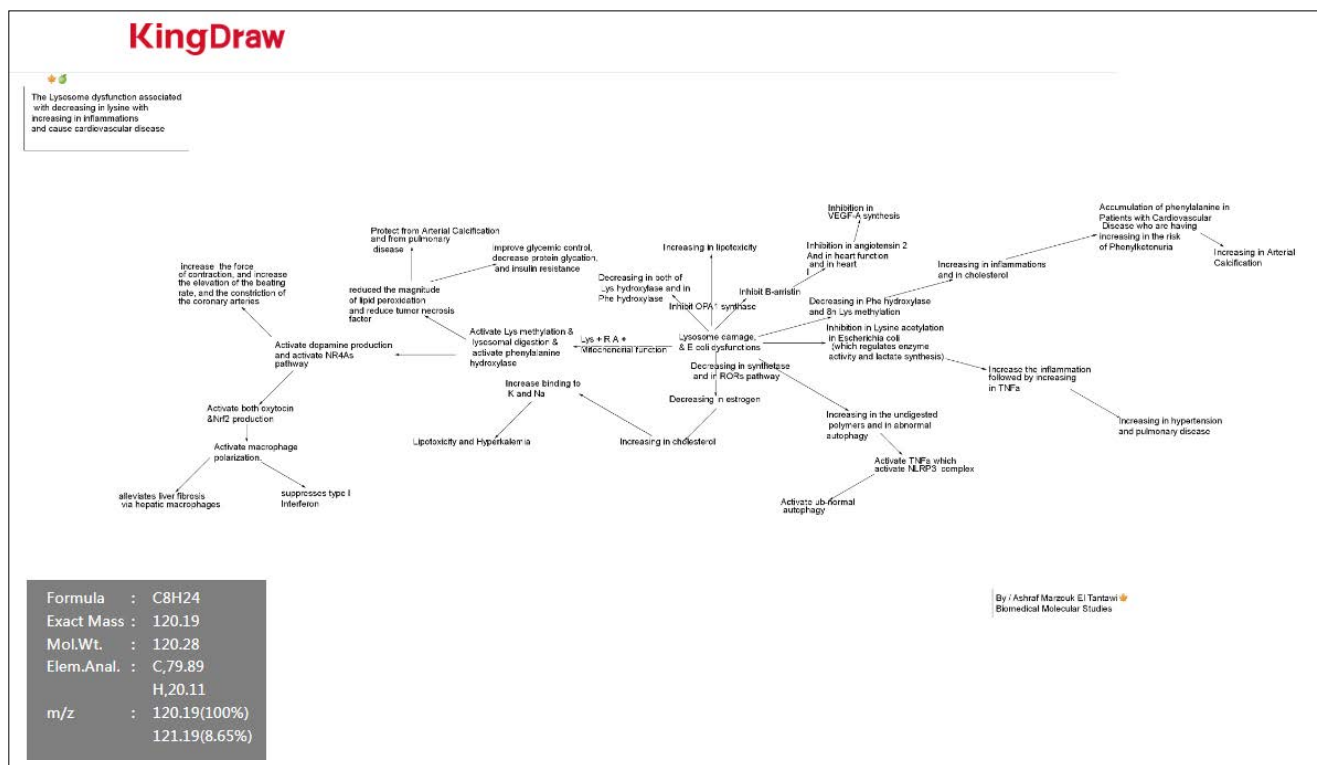 KingDraw
The Lysosome dysfunction associated
with decreasing in lysine with
increasing in inflammations
and cause cardiovascular disease
Inhibition in
VEGF-A synthesis
Accumulation of phenylalanine in
Patients with Cardiovascular
Disease who are having
increasing in the risk
of Phenylketonuria
Increasing in Arterial
Calcification
Protect from Arterial Calcification
and from pulmonary
disease
Improve glycemic control,
decrease protein glycation,
and insulin resistance
Increasing in lipotoxicity
Inhibition in angiotensin 2
And in heart function
and in heart
Increasing in inflammations
and in cholesterol
increase the force
of contraction, and increase
the elevation of the beating
rate, and the constriction of
the coronary arteries
reduced the magnitude
of lipid peroxidation
and reduce tumor necrosis
factor
Decreasing in both of
Lys hydroxylase and in
Phe hydroxylase
Inhibit B-arristin
Inhibit OPA1 synthase
Decreasing in Phe hydroxylase
and Lys methylation
Activate Lys methylation &
lysosomal digestion &
activate phenylalanine
hydroxylase
Lys + R A +
Mitochondrial function
Lysosome damage,
& E coli dysfunctions
Inhibition in Lysine acetylation
in Escherichia coli
(which regulates enzyme
activity and lactate synthesis)
Activate dopamine production
and activate NR4As
pathway
Decreasing in synthetase
and in RORs pathway
Increase the inflammation
followed by increasing
in TNFa
Increase binding to
K and Na
Decreasing in estrogen
Activate both oxytocin
&Nrf2 production
Increasing in the undigested
polymers and in abnormal
autophagy
Increasing in hypertension
and pulmonary disease
Lipotoxicity and Hyperkalemia
Increasing in cholesterol
Activate macrophage
polarization.
Activate TNFa which
activate NLRP3 complex
alleviates liver fibrosis
via hepatic macrophages
suppresses type I
Interferon
Activate ub-normal
autophagy
Formula : C8H24
Exact Mass : 120.19
Mol.Wt. : 120.28
Elem.Anal. : C,79.89
H,20.11
m/z : 120.19(100%)
121.19(8.65%)
By / Ashraf Marzouk El Tantawi
Biomedical Molecular Studies